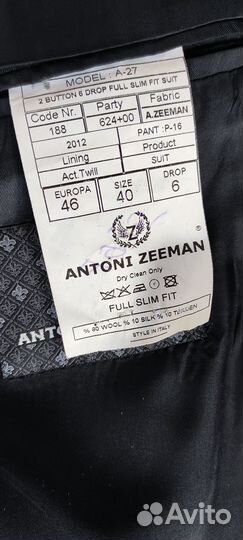 MODEL: A-27
2 BUTTON 6 DROP FULL SLIM FIT SUIT
Code Nr. Party Fabric
188 624+00 A.ZEEMAN
2012 PANT: P-16
Lining Product
Act.Twill SUIT
EUROPA SIZE DROP
46 40 6
ANTONI ZEEMAN
Dry Clean Only
FULL SLIM FIT
% 80 WOOL % 10 SILK % 10
STYLE IN ITALY
ANTO
Avito